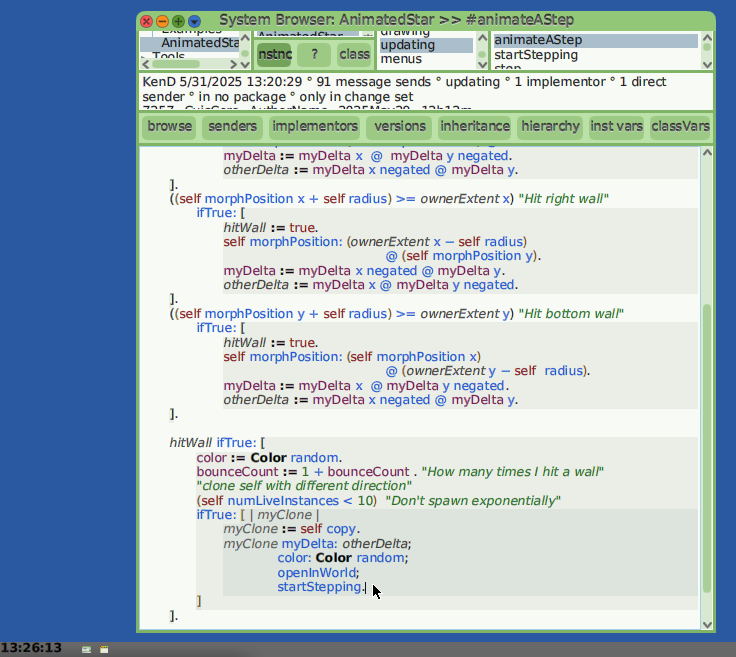 System Browser: AnimatedStar >> #animateAStep
AnimatedSta
Tools
instnc
?
class
drawing
updating
menus
animateAStep
startStepping
KenD 5/31/2025 13:20:29 ° 91 message sends ° updating ° 1 implementor ° 1 direct
sender ° in no package ° only in change set
browse senders implementors versions inheritance hierarchy inst vars classVars
myDelta := myDelta x @ myDelta y negated.
otherDelta := myDelta x negated @ myDelta y.
].
((self morphPosition x + self radius) >= ownerExtent x) "Hit right wall"
ifTrue: [
hitWall := true.
self morphPosition: (ownerExtent x − self radius)
@ (self morphPosition y).
myDelta := myDelta x negated @ myDelta y.
otherDelta := myDelta x @ myDelta y negated.
].
((self morphPosition y + self radius) >= ownerExtent y) "Hit bottom wall"
ifTrue: [
hitWall := true.
self morphPosition: (self morphPosition x)
@ (ownerExtent y − self radius).
myDelta := myDelta x @ myDelta y negated.
otherDelta := myDelta x negated @ myDelta y.
].
hitWall ifTrue: [
color := Color random.
bounceCount := 1 + bounceCount . "How many times I hit a wall"
"clone self with different direction"
(self numLiveInstances < 10) "Don't spawn exponentially"
ifTrue: [ | myClone |
myClone := self copy.
myClone myDelta: otherDelta;
color: Color random;
openInWorld;
startStepping.
]
].
13:26:13